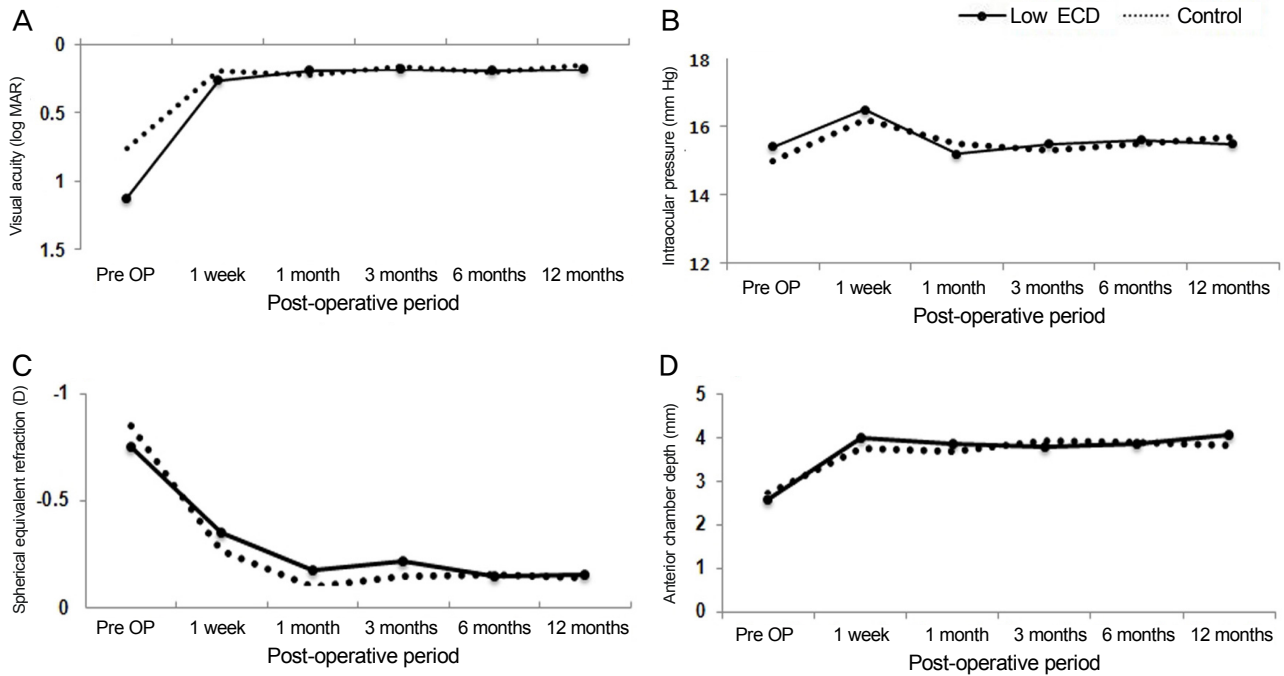 A
B
Low ECD
Control
0
0.5
1
1.5
Visual acuity (log MAR)
Pre OP 1 week 1 month 3 months 6 months 12 months
Post-operative period
18
16
14
12
Intraocular pressure (mm Hg)
Pre OP 1 week 1 month 3 months 6 months 12 months
Post-operative period
C
-1
-0.5
0
Spherical equivalent refraction (D)
Pre OP 1 week 1 month 3 months 6 months 12 months
Post-operative period
D
5
4
3
2
1
0
Anterior chamber depth (mm)
Pre OP 1 week 1 month 3 months 6 months 12 months
Post-operative period